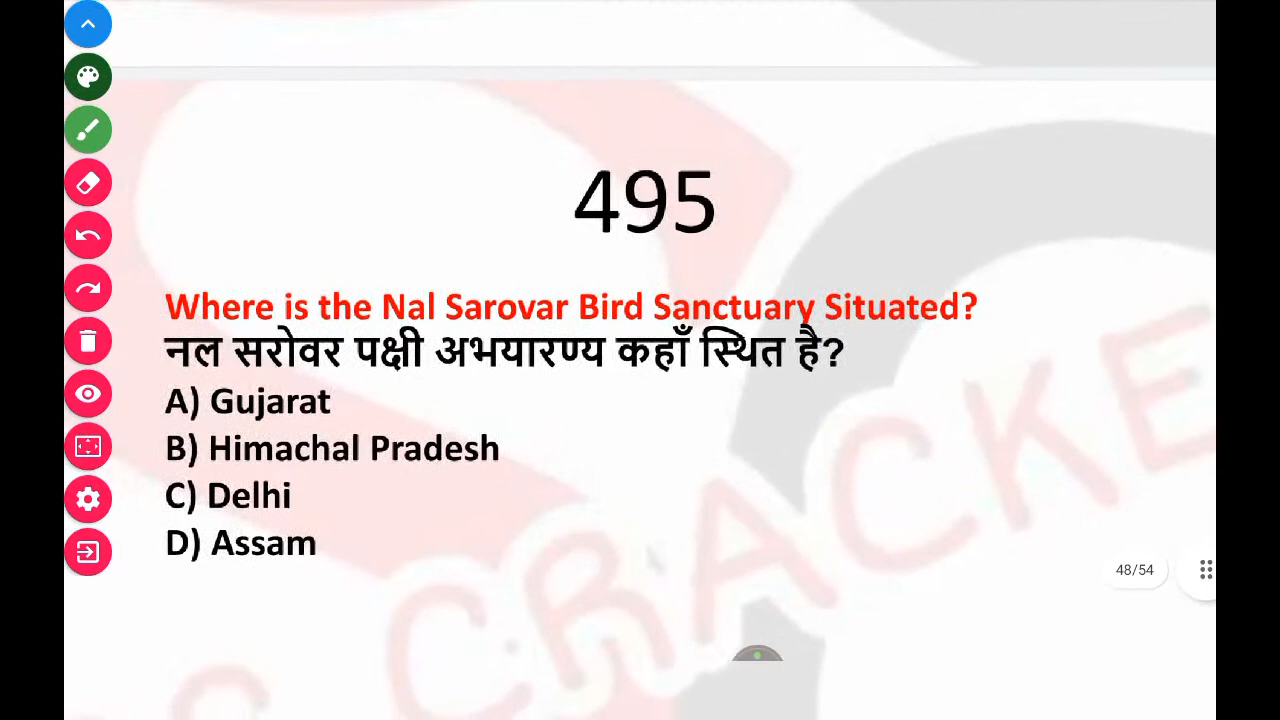 495
Where is the Nal Sarovar Bird Sanctuary Situated?
नल सरोवर पक्षी अभयारण्य कहाँ स्थित है?
A) Gujarat
B) Himachal Pradesh
C) Delhi
D) Assam
48/54
S CRACKE